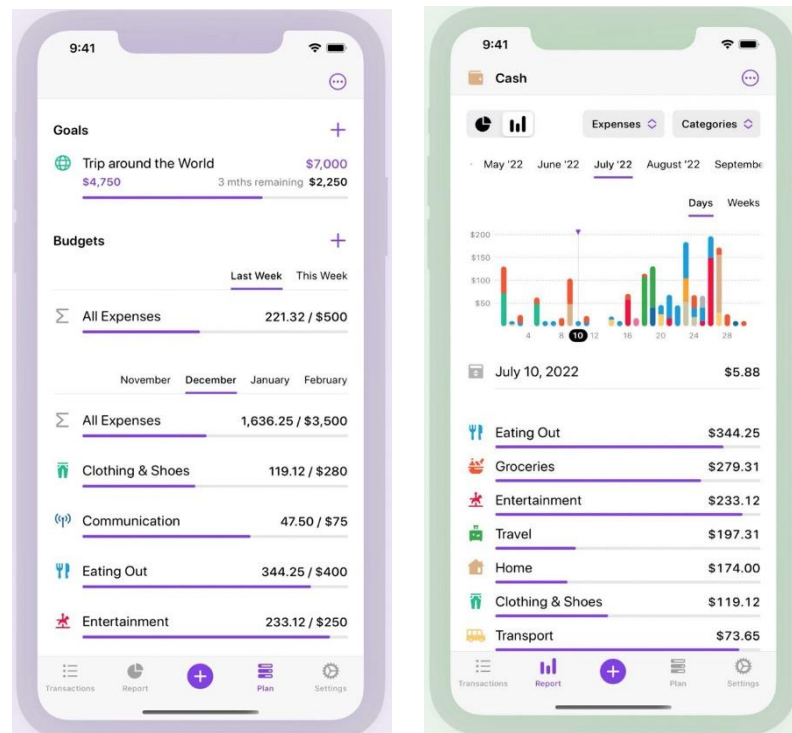 9:41
Goals
Trip around the World $7,000
$4,750 3 mths remaining $2,250
Budgets
Last Week This Week
All Expenses 221.32 / $500
November December January February
All Expenses 1,636.25 / $3,500
Clothing & Shoes 119.12 / $280
Communication 47.50 / $75
Eating Out 344.25 / $400
Entertainment 233.12 / $250
Transactions Report Plan Settings
9:41
Cash
Expenses Categories
May '22 June '22 July '22 August '22 Septembe
Days Weeks
$200
$150
$100
$50
4 8 10 12 16 20 24 28
July 10, 2022 $5.88
Eating Out $344.25
Groceries $279.31
Entertainment $233.12
Travel $197.31
Home $174.00
Clothing & Shoes $119.12
Transport $73.65
Transactions Report Plan Settings